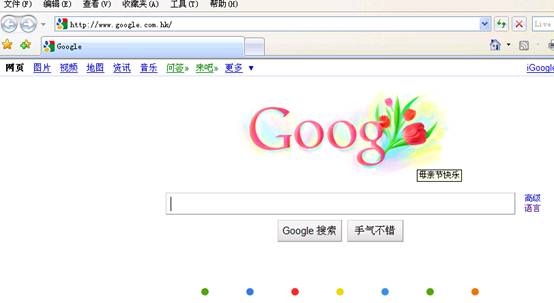 文件(F) 编辑(E) 查看(V) 收藏夹(A) 工具(T) 帮助(H)
http://www.google.com.hk/ Live
Google
网页 图片 视频 地图 资讯 音乐 问答» 来吧» 更多 ▼ iGoogle
Goog
母亲节快乐
高级
语言
Google 搜索 手气不错